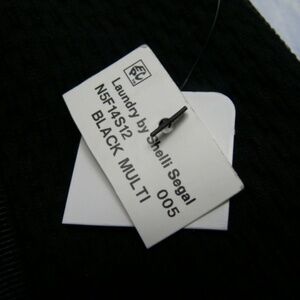 Laundry by Shelli Segal
N5F14S12 005
BLACK MULTI